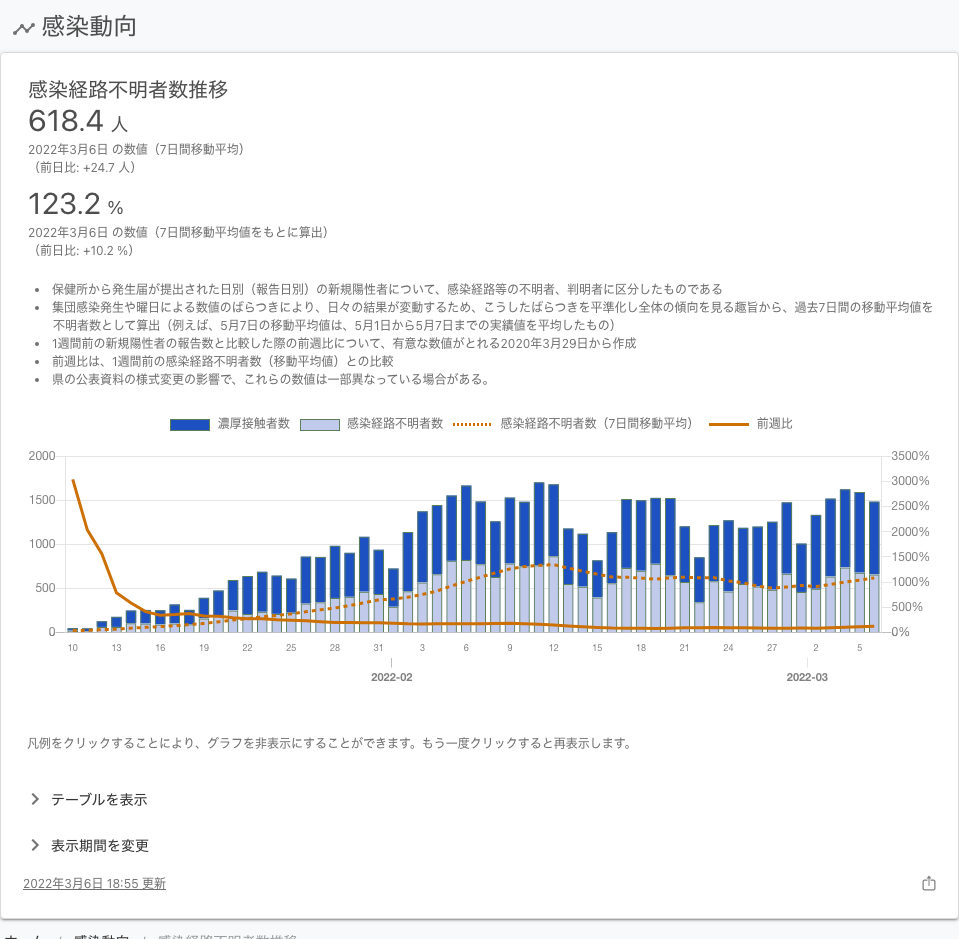 感染動向
感染経路不明者数推移
618.4 人
2022年3月6日 の数値（7日間移動平均）
（前日比: +24.7 人）
123.2 %
2022年3月6日 の数値（7日間移動平均値をもとに算出）
（前日比: +10.2 %）
• 保健所から発生届が提出された日別（報告日別）の新規陽性者について、感染経路等の不明者、判明者に区分したものである
• 集団感染発生や曜日による数値のばらつきにより、日々の結果が変動するため、こうしたばらつきを平準化し全体の傾向を見る趣旨から、過去7日間の移動平均値を
不明者数として算出（例えば、5月7日の移動平均値は、5月1日から5月7日までの実績値を平均したもの）
• 1週間前の新規陽性者の報告数と比較した際の前週比について、有意な数値がとれる2020年3月29日から作成
• 前週比は、1週間前の感染経路不明者数（移動平均値）との比較
• 県の公表資料の様式変更の影響で、これらの数値は一部異なっている場合がある。
濃厚接触者数 感染経路不明者数 感染経路不明者数（7日間移動平均） 前週比
2000 3500%
3000%
1500 2500%
2000%
1000 1500%
1000%
500 500%
0 0%
10 13 16 19 22 25 28 31 3 6 9 12 15 18 21 24 27 2 5
2022-02 2022-03
凡例をクリックすることにより、グラフを非表示にすることができます。もう一度クリックすると再表示します。
テーブルを表示
表示期間を変更
2022年3月6日 18:55 更新